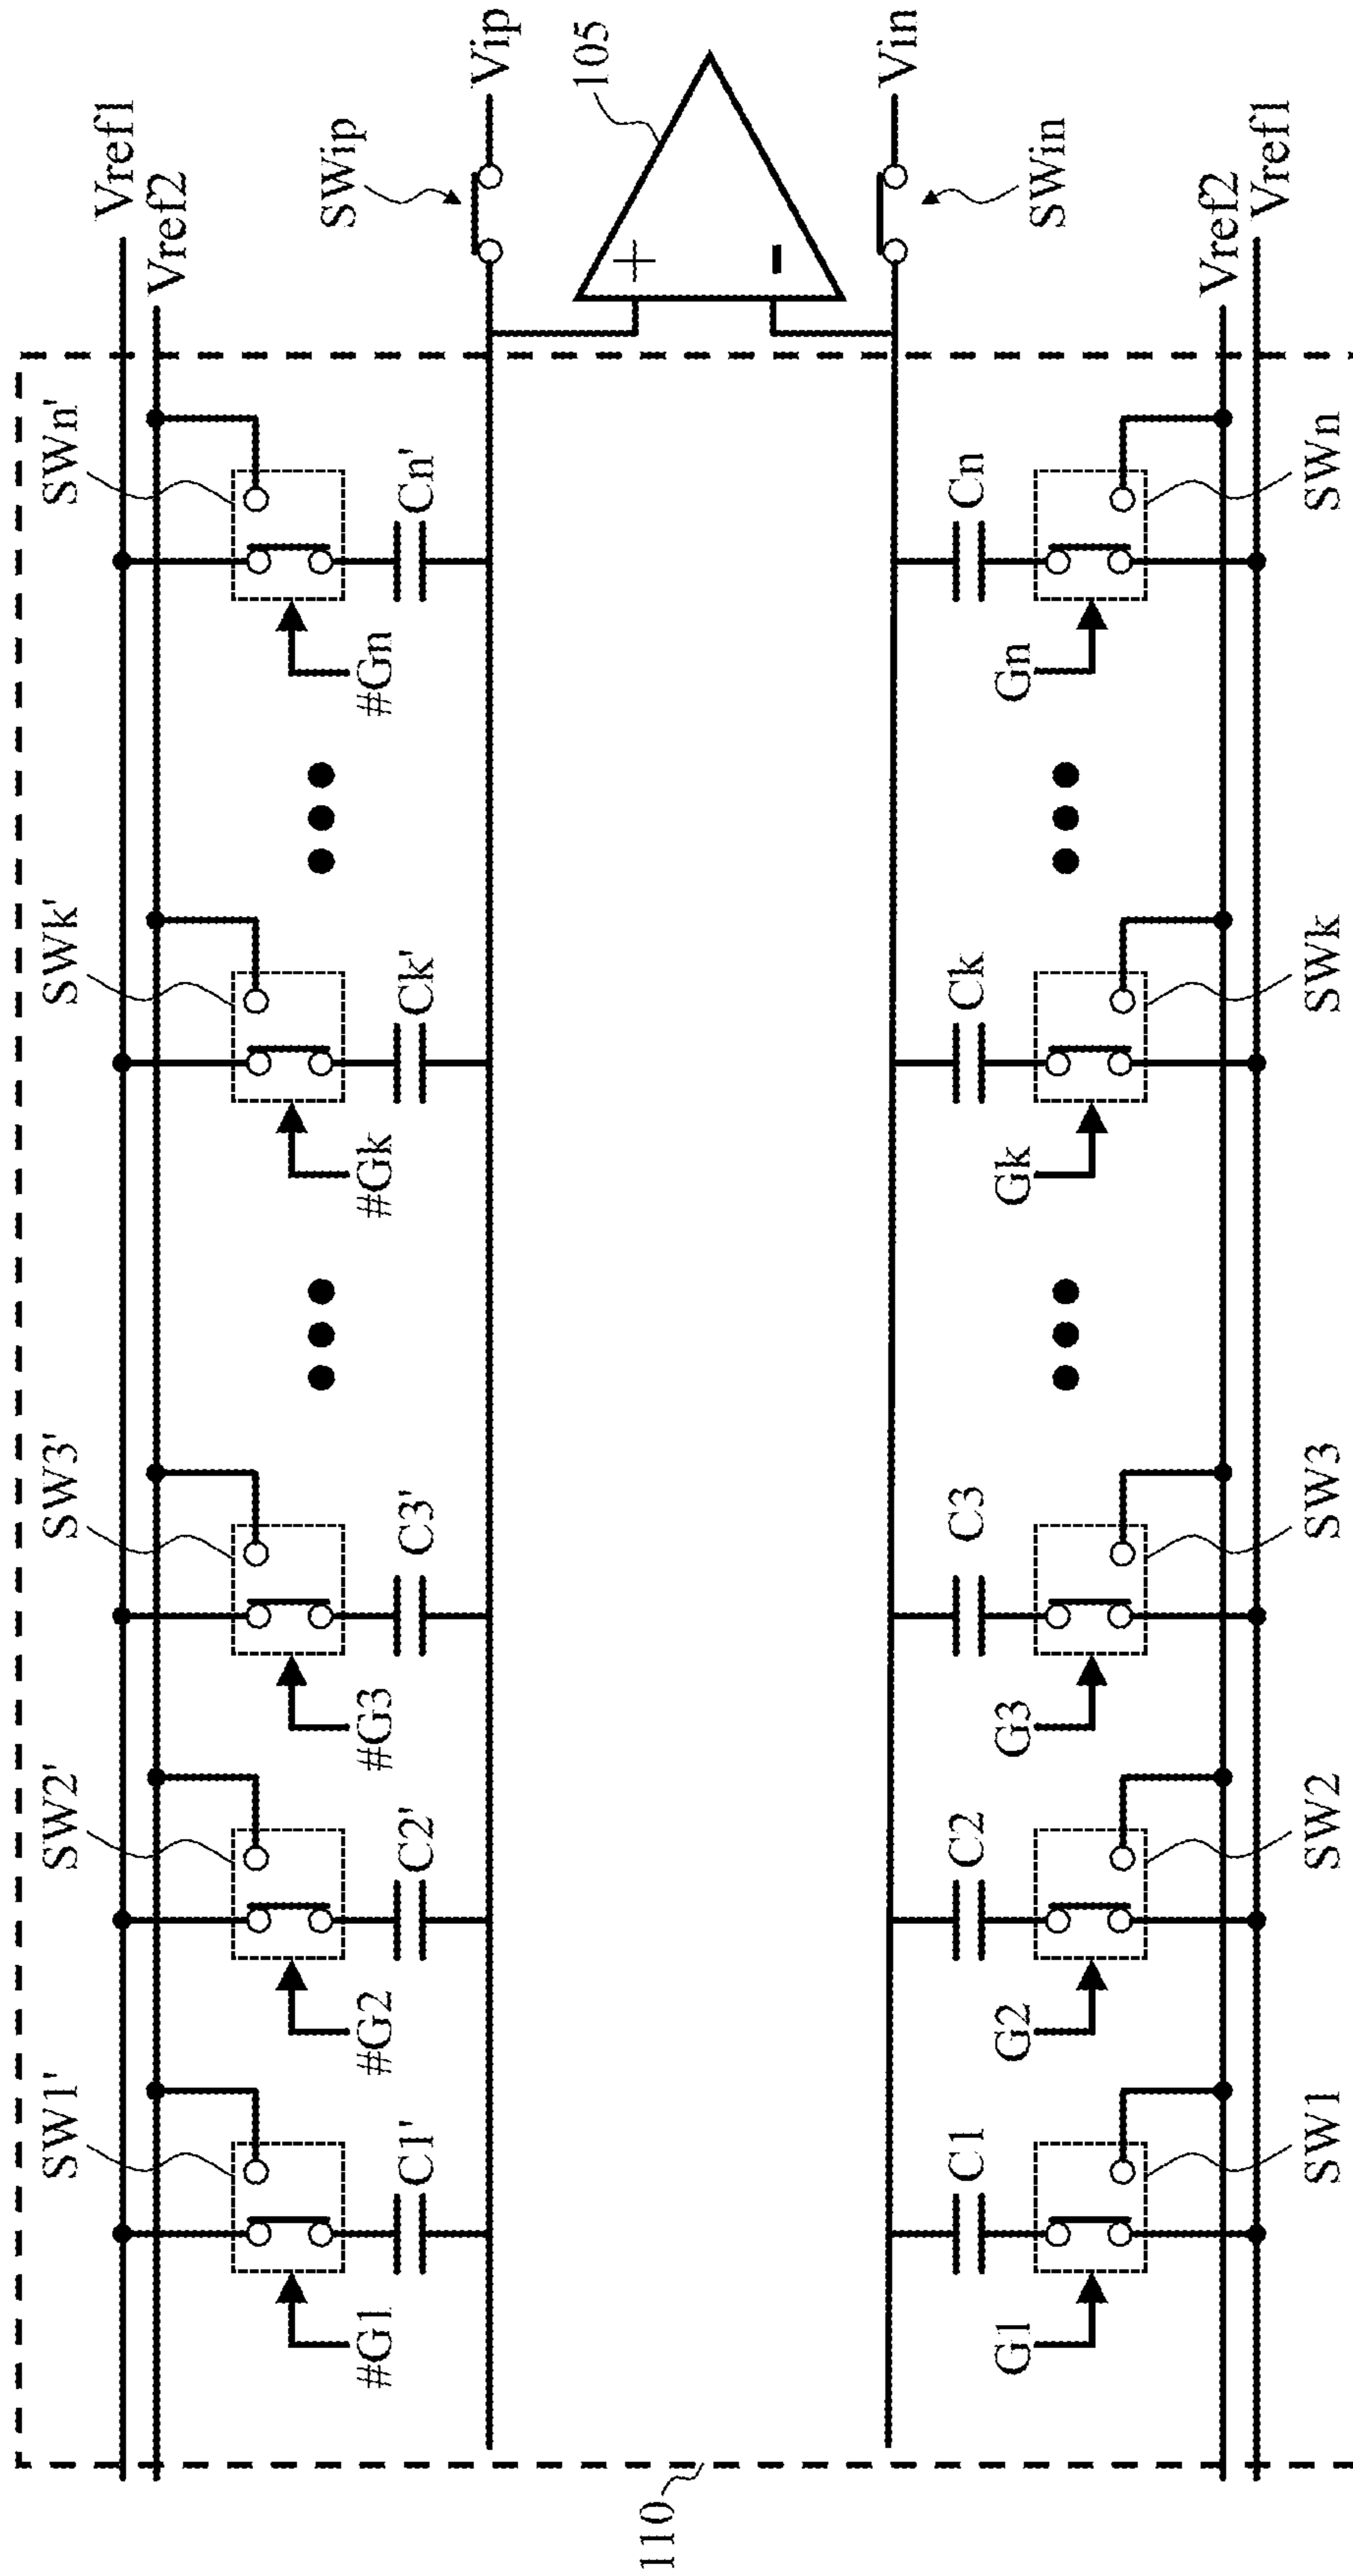 SW1' SW2' SW3' SWk' SWn'
Vref1
Vref2
#G1 #G2 #G3 #Gk #Gn
C1' C2' C3' Ck' Cn'
SWip
Vip
105
+
-
110
Vin
SWin
C1 C2 C3 Ck Cn
G1 G2 G3 Gk Gn
Vref2
Vref1
SW1 SW2 SW3 SWk SWn